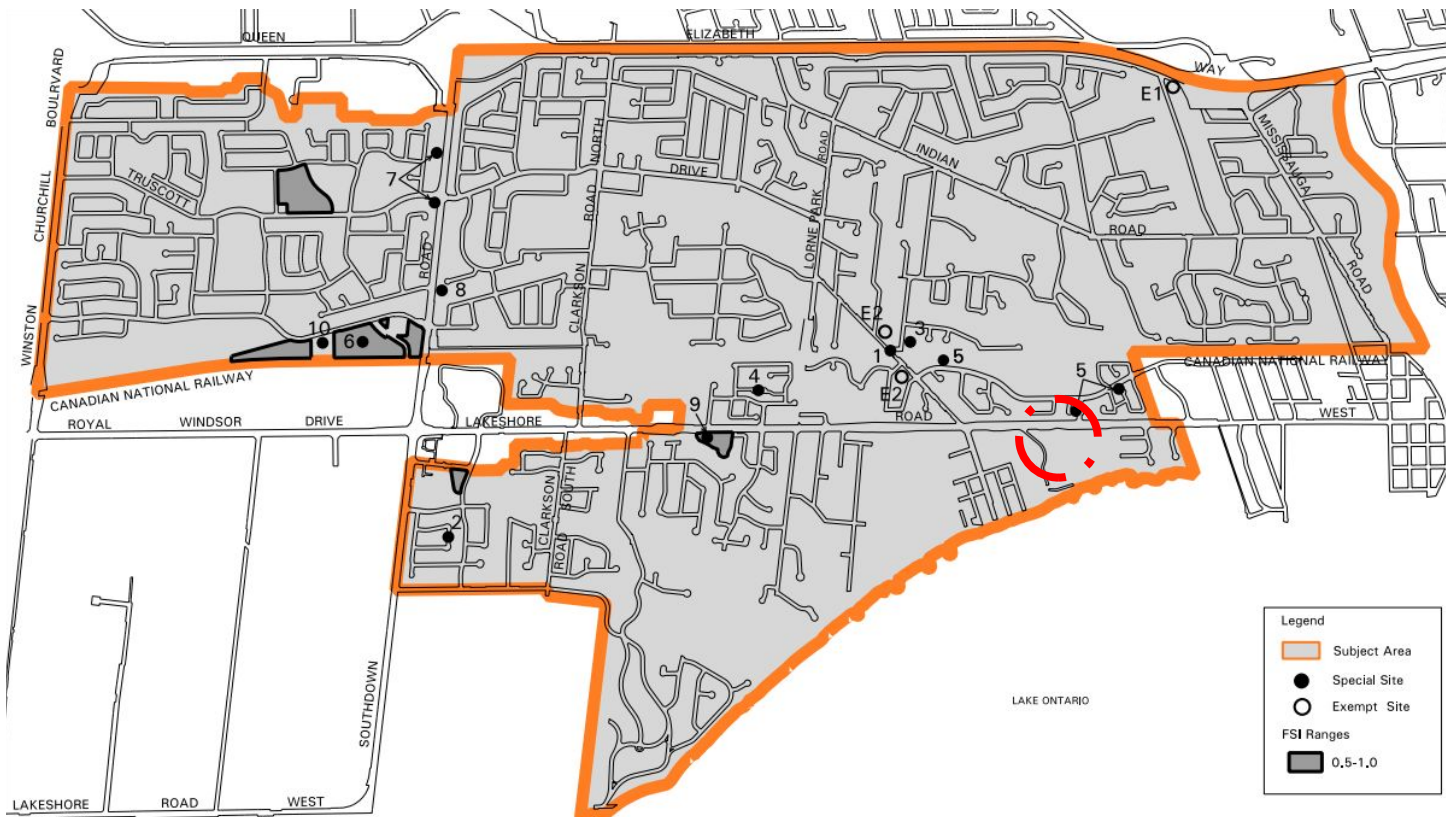 QUEEN
ELIZABETH
WAY
BOULRVARD
CHURCHILL
WINSTON
TRUSCOTT
7
ROAD
8
10
6
CANADIAN NATIONAL RAILWAY
ROYAL WINDSOR DRIVE
LAKESHORE
ROAD
WEST
NORTH
ROAD
CLARKSON
DRIVE
ROAD
LORNE PARK
INDIAN
ROAD
E1
MISSISSAUGA
ROAD
E2
3
1
5
E2
4
9
5
CANADIAN NATIONAL RAILWAY
2
CLARKSON
ROAD
SOUTH
SOUTHDOWN
LAKESHORE ROAD WEST
LAKE ONTARIO
Legend
Subject Area
Special Site
Exempt Site
FSI Ranges
0.5-1.0